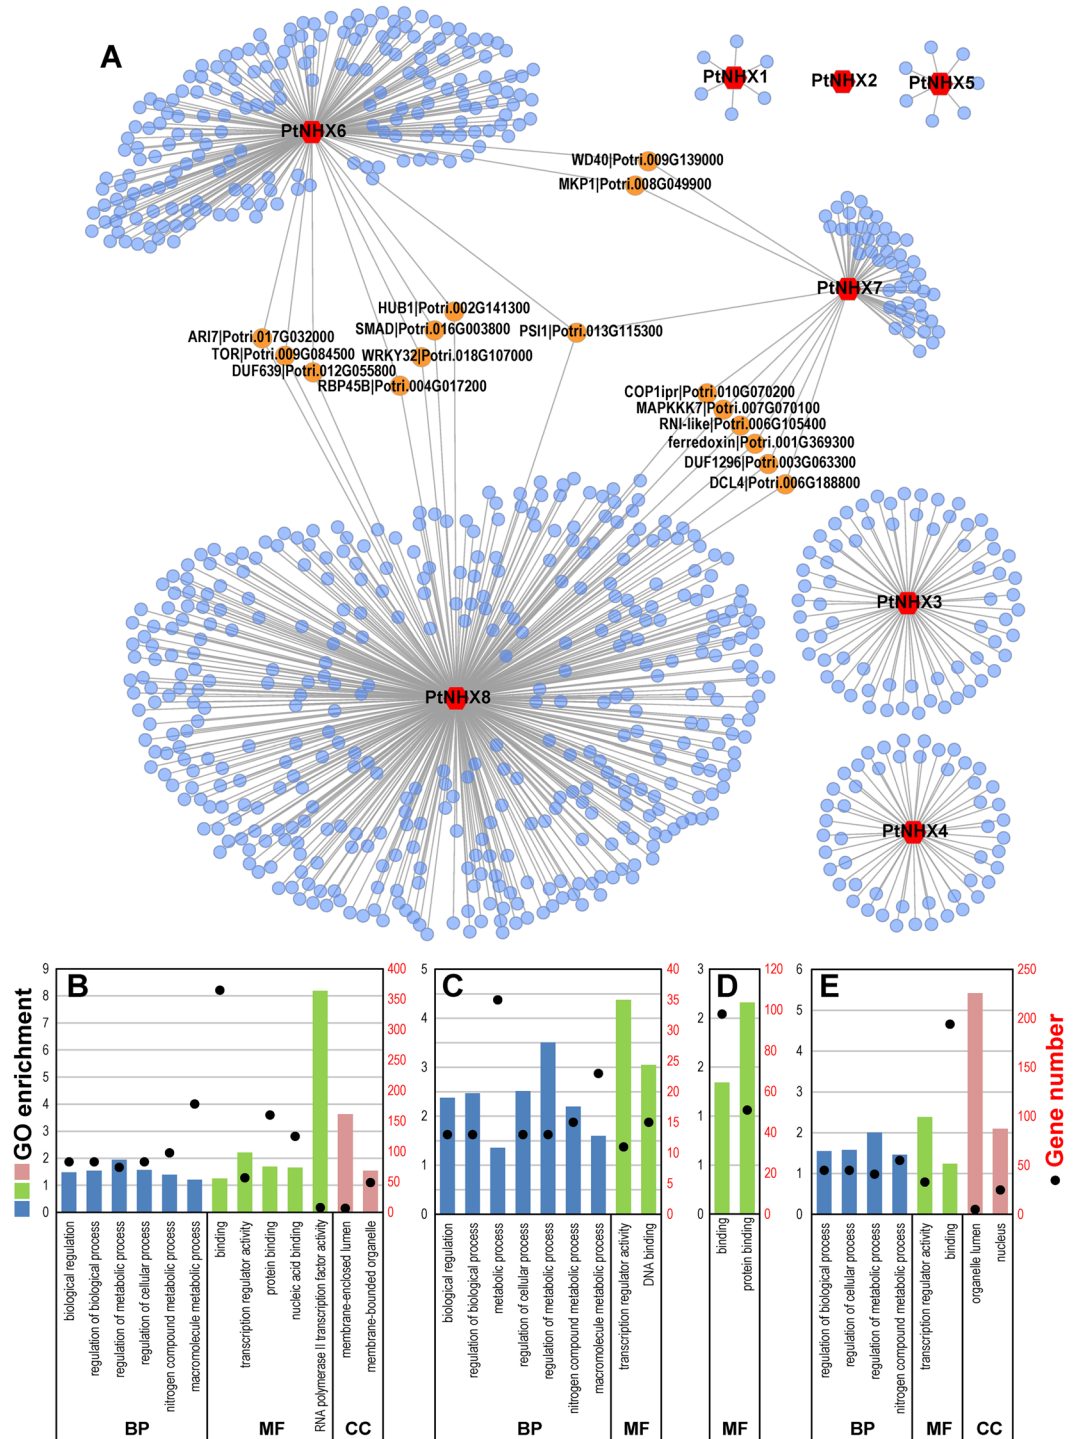 A
PtNHX1
PtNHX2
PtNHX5
PtNHX6
WD40|Potri.009G139000
MKP1|Potri.008G049900
PtNHX7
HUB1|Potri.002G141300
SMAD|Potri.016G003800
PSI1|Potri.013G115300
ARI7|Potri.017G032000
TOR|Potri.009G084500
WRKY32|Potri.018G107000
DUF639|Potri.012G055800
RBP45B|Potri.004G017200
COP1ipr|Potri.010G070200
MAPKKK7|Potri.007G070100
RNI-like|Potri.006G105400
ferredoxin|Potri.001G369300
DUF1296|Potri.003G063300
DCL4|Potri.006G188800
PtNHX3
PtNHX8
PtNHX4
GO enrichment
B
9
8
7
6
5
4
3
2
1
0
400
350
300
250
200
150
100
50
0
biological regulation
regulation of biological process
regulation of metabolic process
regulation of cellular process
nitrogen compound metabolic process
macromolecule metabolic process
binding
transcription regulator activity
protein binding
nucleic acid binding
RNA polymerase II transcription factor activity
membrane-enclosed lumen
membrane-bounded organelle
BP
MF
CC
C
5
4
3
2
1
0
40
35
30
25
20
15
10
5
0
biological regulation
regulation of biological process
metabolic process
regulation of cellular process
regulation of metabolic process
nitrogen compound metabolic process
macromolecule metabolic process
transcription regulator activity
DNA binding
BP
MF
D
3
2
2
1
1
0
120
100
80
60
40
20
0
binding
protein binding
MF
E
6
5
4
3
2
1
0
250
200
150
100
50
0
regulation of biological process
regulation of cellular process
regulation of metabolic process
nitrogen compound metabolic process
transcription regulator activity
binding
organelle lumen
nucleus
BP
MF
CC
Gene number